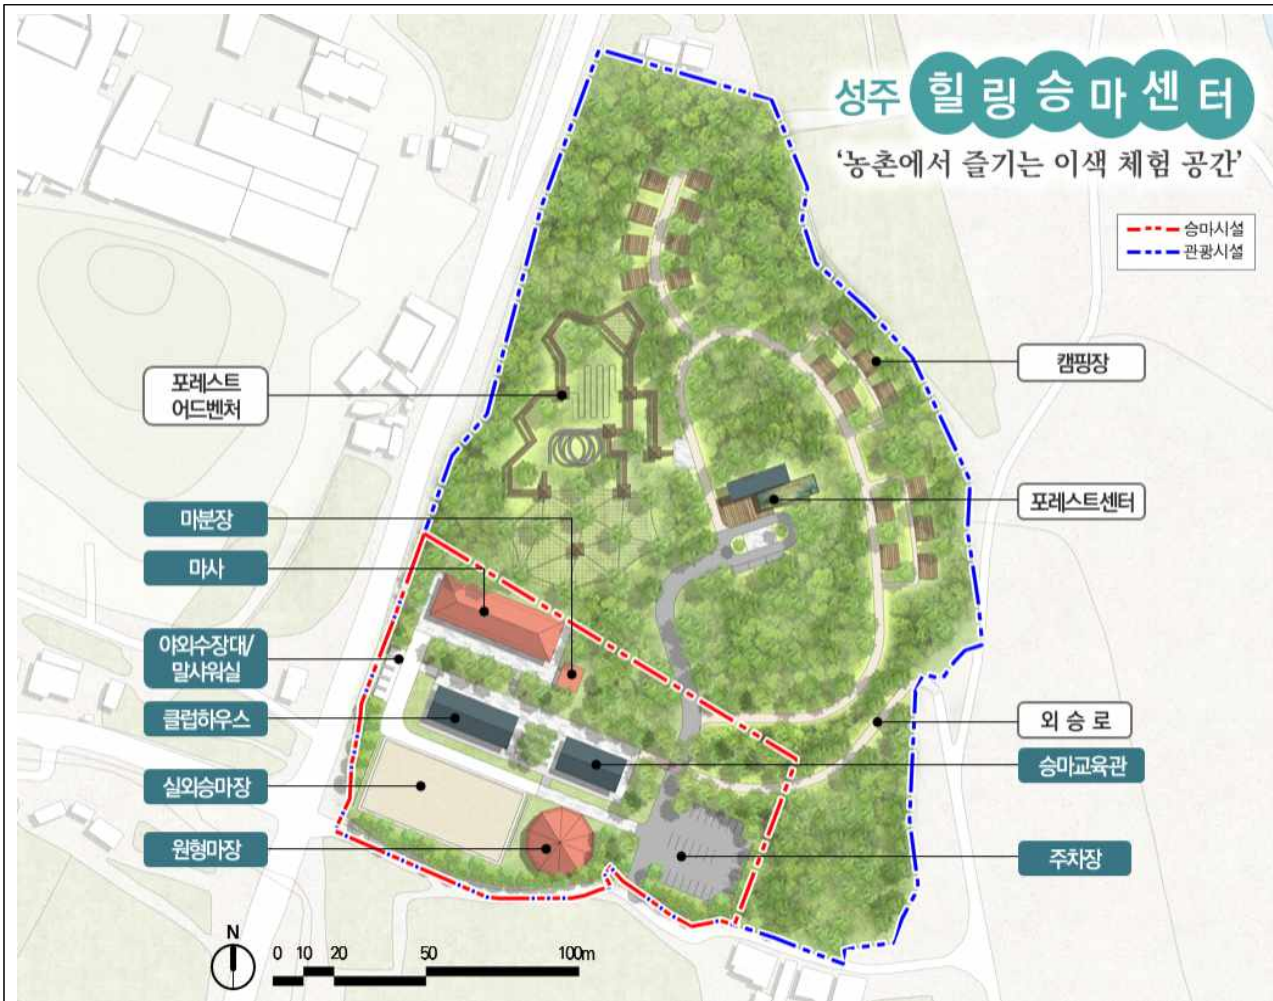 성주 힐링승마센터
'농촌에서 즐기는 이색 체험 공간'
승마시설
관광시설
포레스트
어드벤처
캠핑장
포레스트센터
마분장
마사
야외수장대/
말샤워실
클럽하우스
외 승 로
승마교육관
실외승마장
원형마장
주차장
N
0 10 20 50 100m